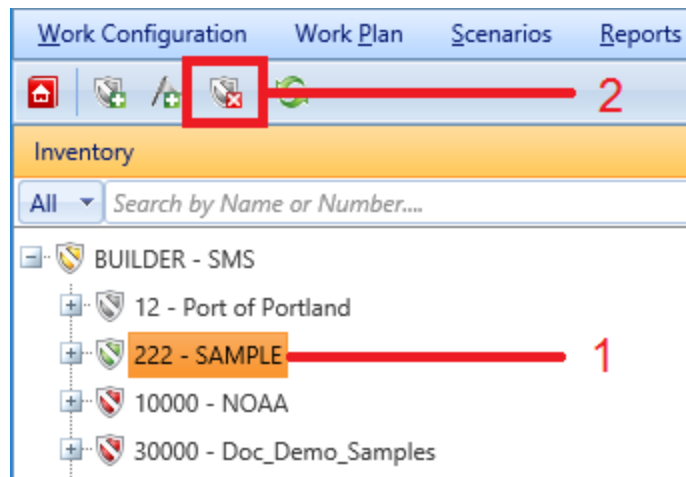 Work Configuration Work Plan Scenarios Reports
2
Inventory
All Search by Name or Number....
BUILDER - SMS
12 - Port of Portland
222 - SAMPLE 1
10000 - NOAA
30000 - Doc_Demo_Samples